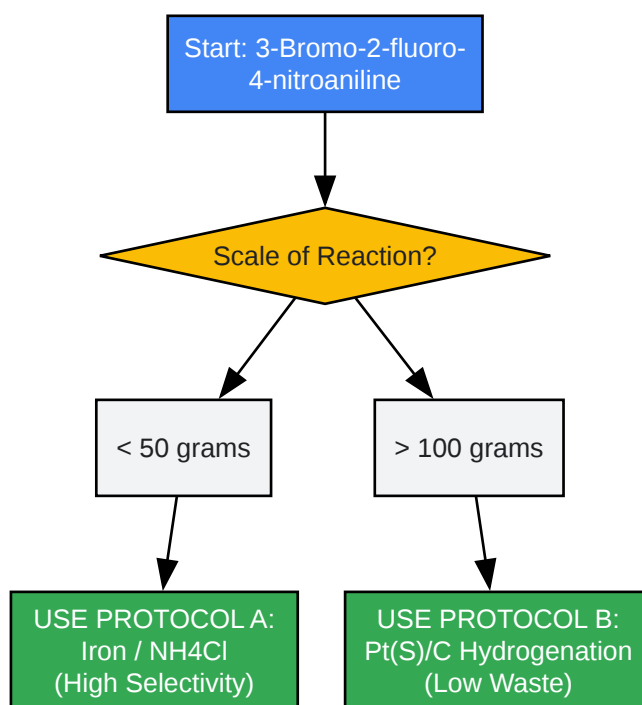 Start: 3-Bromo-2-fluoro-
4-nitroaniline
Scale of Reaction?
< 50 grams
> 100 grams
USE PROTOCOL A:
Iron / NH4Cl
(High Selectivity)
USE PROTOCOL B:
Pt(S)/C Hydrogenation
(Low Waste)